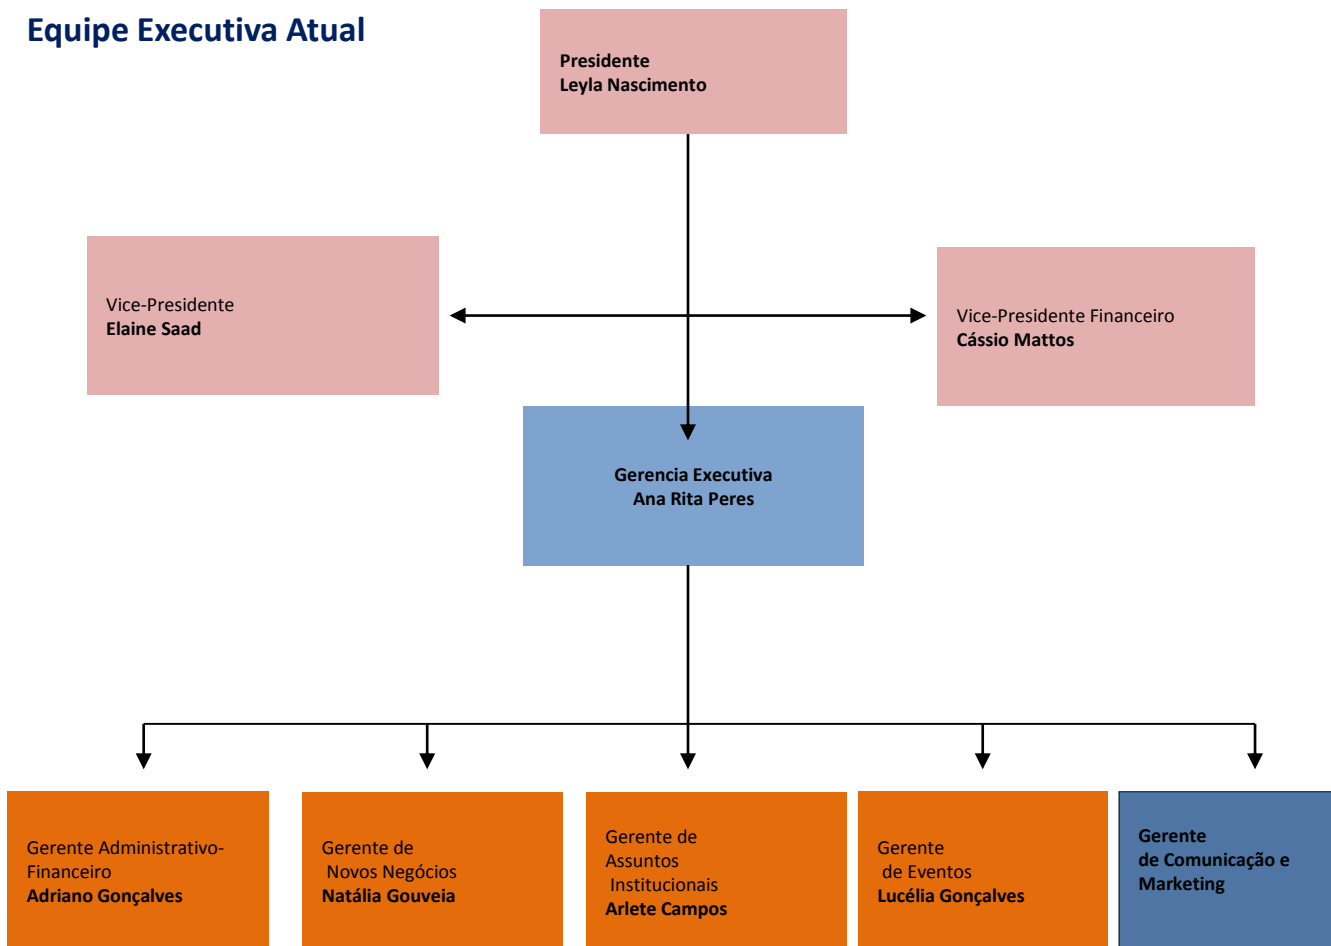 Equipe Executiva Atual
Presidente
Leyla Nascimento
Vice-Presidente
Elaine Saad
Vice-Presidente Financeiro
Cássio Mattos
Gerencia Executiva
Ana Rita Peres
Gerente Administrativo-
Financeiro
Adriano Gonçalves
Gerente de
Novos Negócios
Natália Gouveia
Gerente de
Assuntos
Institucionais
Arlete Campos
Gerente
de Eventos
Lucélia Gonçalves
Gerente
de Comunicação e
Marketing